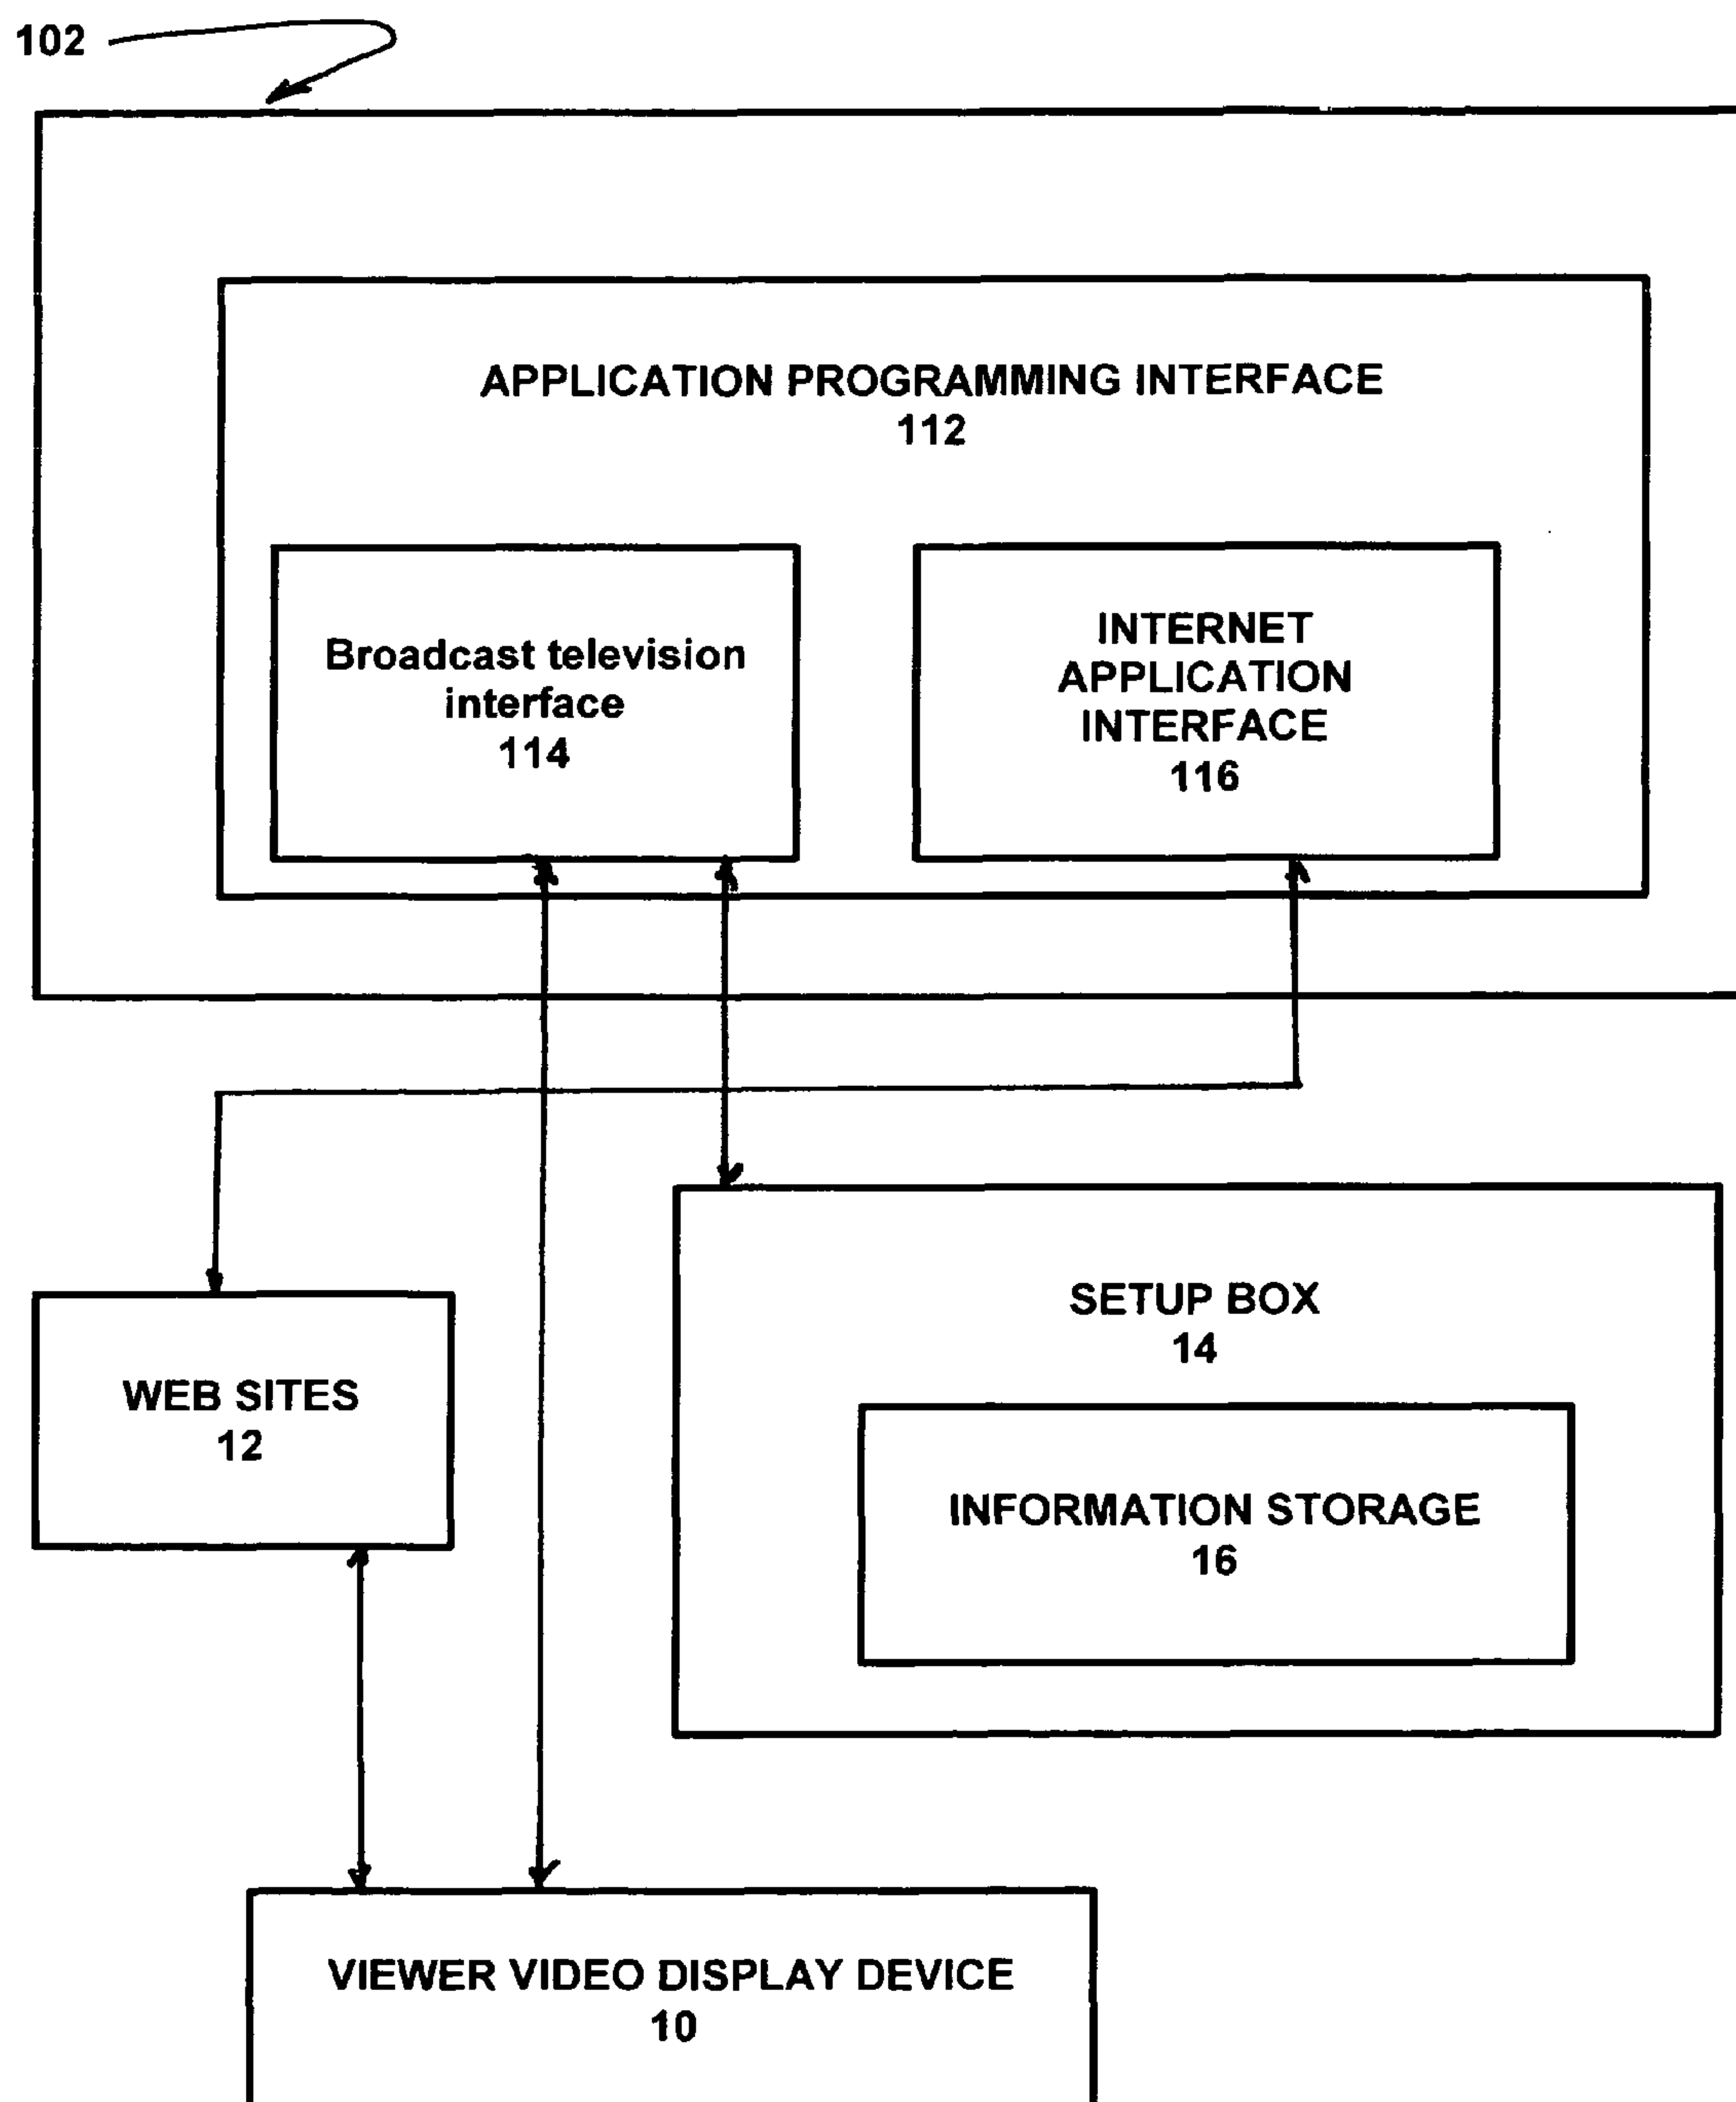 102
APPLICATION PROGRAMMING INTERFACE
112
Broadcast television
interface
114
INTERNET
APPLICATION
INTERFACE
116
SETUP BOX
14
WEB SITES
12
INFORMATION STORAGE
16
VIEWER VIDEO DISPLAY DEVICE
10